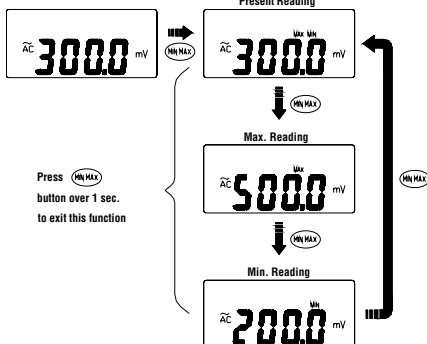 Present Reading
AC 300.0 mV
MIN MAX
MAX MIN
AC 300.0 mV
MIN MAX
Max. Reading
MAX
AC 500.0 mV
MIN MAX
Press MIN MAX
button over 1 sec.
to exit this function
MIN MAX
Min. Reading
MIN
AC 200.0 mV